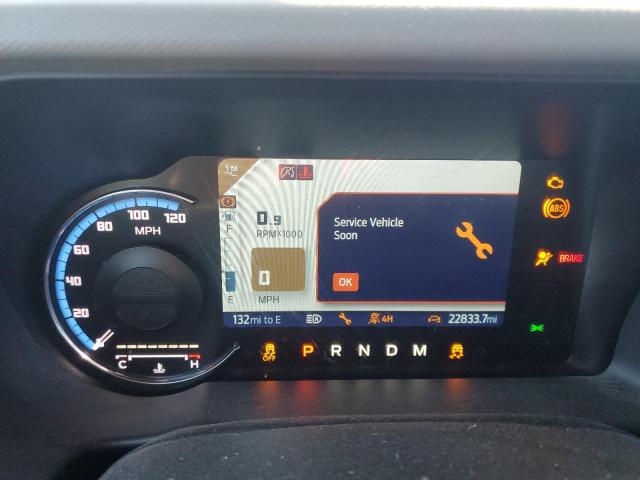 120
100
80
MPH
60
40
20
C H
F
E
0.9
RPMX1000
0
MPH
Service Vehicle
Soon
OK
132mi to E A 4H 22833.7mi
OFF P R N D M
ABS
BRAKE